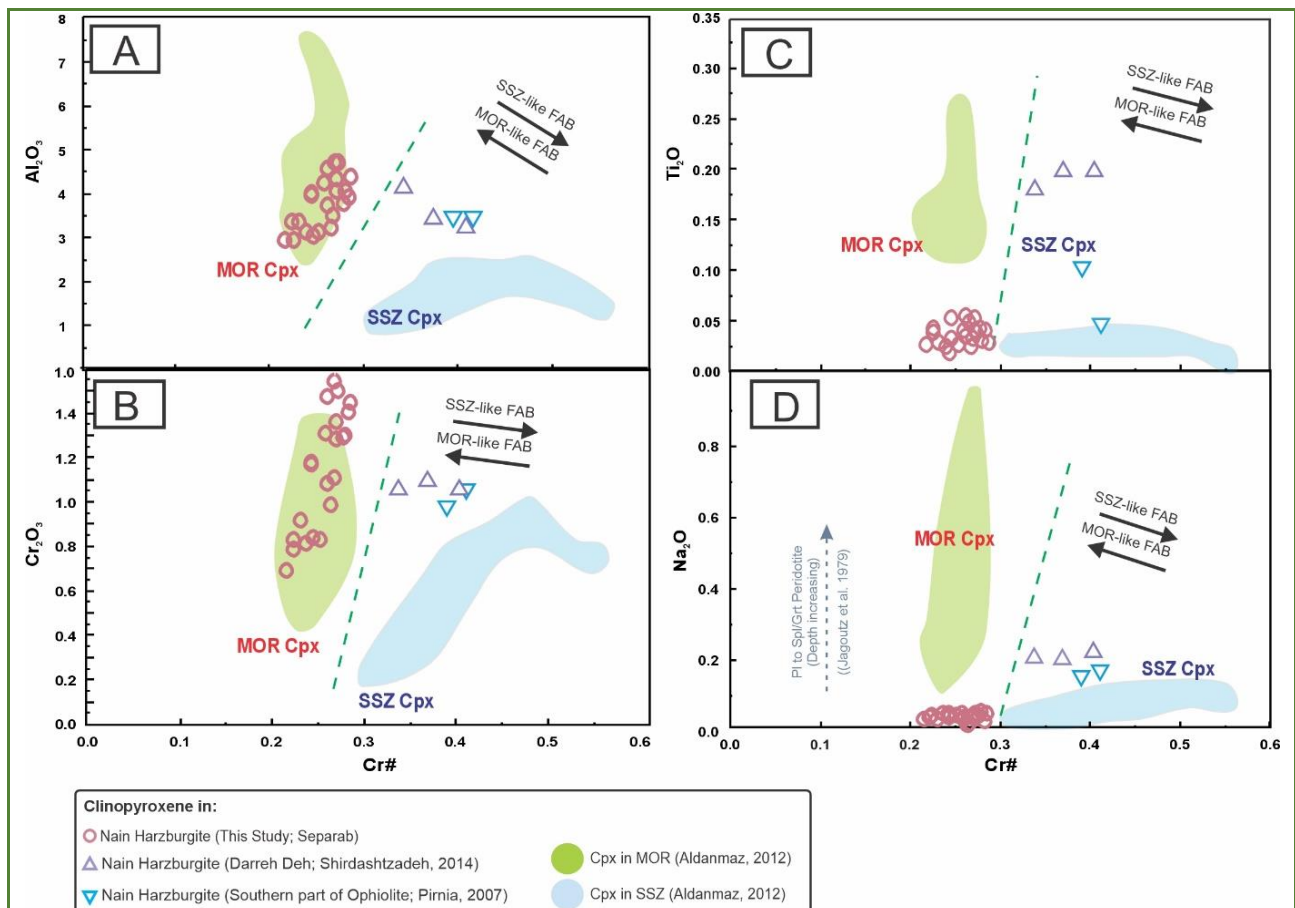 A
8
7
6
5
4
3
2
1
Al₂O₃
SSZ-like FAB
MOR-like FAB
MOR Cpx
SSZ Cpx
C
0.35
0.30
0.25
0.20
0.15
0.10
0.05
0.00
Ti₂O
SSZ-like FAB
MOR-like FAB
MOR Cpx
SSZ Cpx
B
1.0
1.4
1.2
1.0
0.8
0.6
0.4
0.2
0.0
Cr₂O₃
SSZ-like FAB
MOR-like FAB
MOR Cpx
SSZ Cpx
0.0
0.1
0.2
0.3
0.4
0.5
0.6
Cr#
D
0.8
0.6
0.4
0.2
0.0
Na₂O
SSZ-like FAB
MOR-like FAB
MOR Cpx
SSZ Cpx
Pl to Spl/Grt Peridotite
(Depth increasing)
((Jagoutz et al. 1979)
0.0
0.1
0.2
0.3
0.4
0.5
0.6
Cr#
Clinopyroxene in:
Nain Harzburgite (This Study; Separab)
Nain Harzburgite (Darreh Deh; Shirdashtzadeh, 2014)
Nain Harzburgite (Southern part of Ophiolite; Pirnia, 2007)
Cpx in MOR (Aldanmaz, 2012)
Cpx in SSZ (Aldanmaz, 2012)